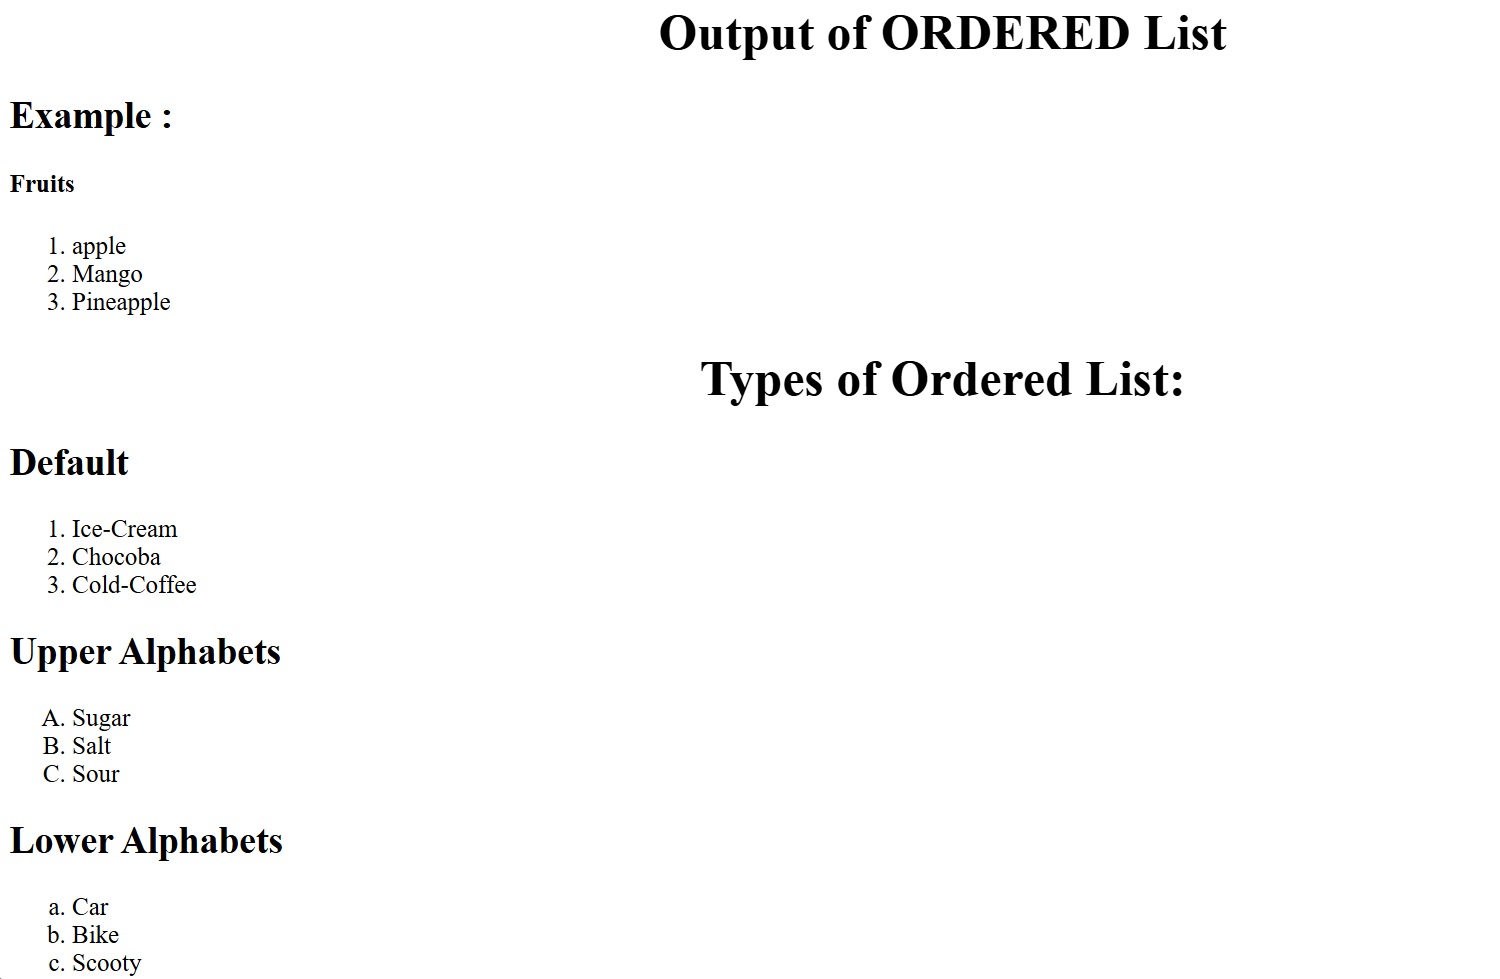 Output of ORDERED List
Example :
Fruits
1. apple
2. Mango
3. Pineapple
Types of Ordered List:
Default
1. Ice-Cream
2. Chocoba
3. Cold-Coffee
Upper Alphabets
A. Sugar
B. Salt
C. Sour
Lower Alphabets
a. Car
b. Bike
c. Scooty